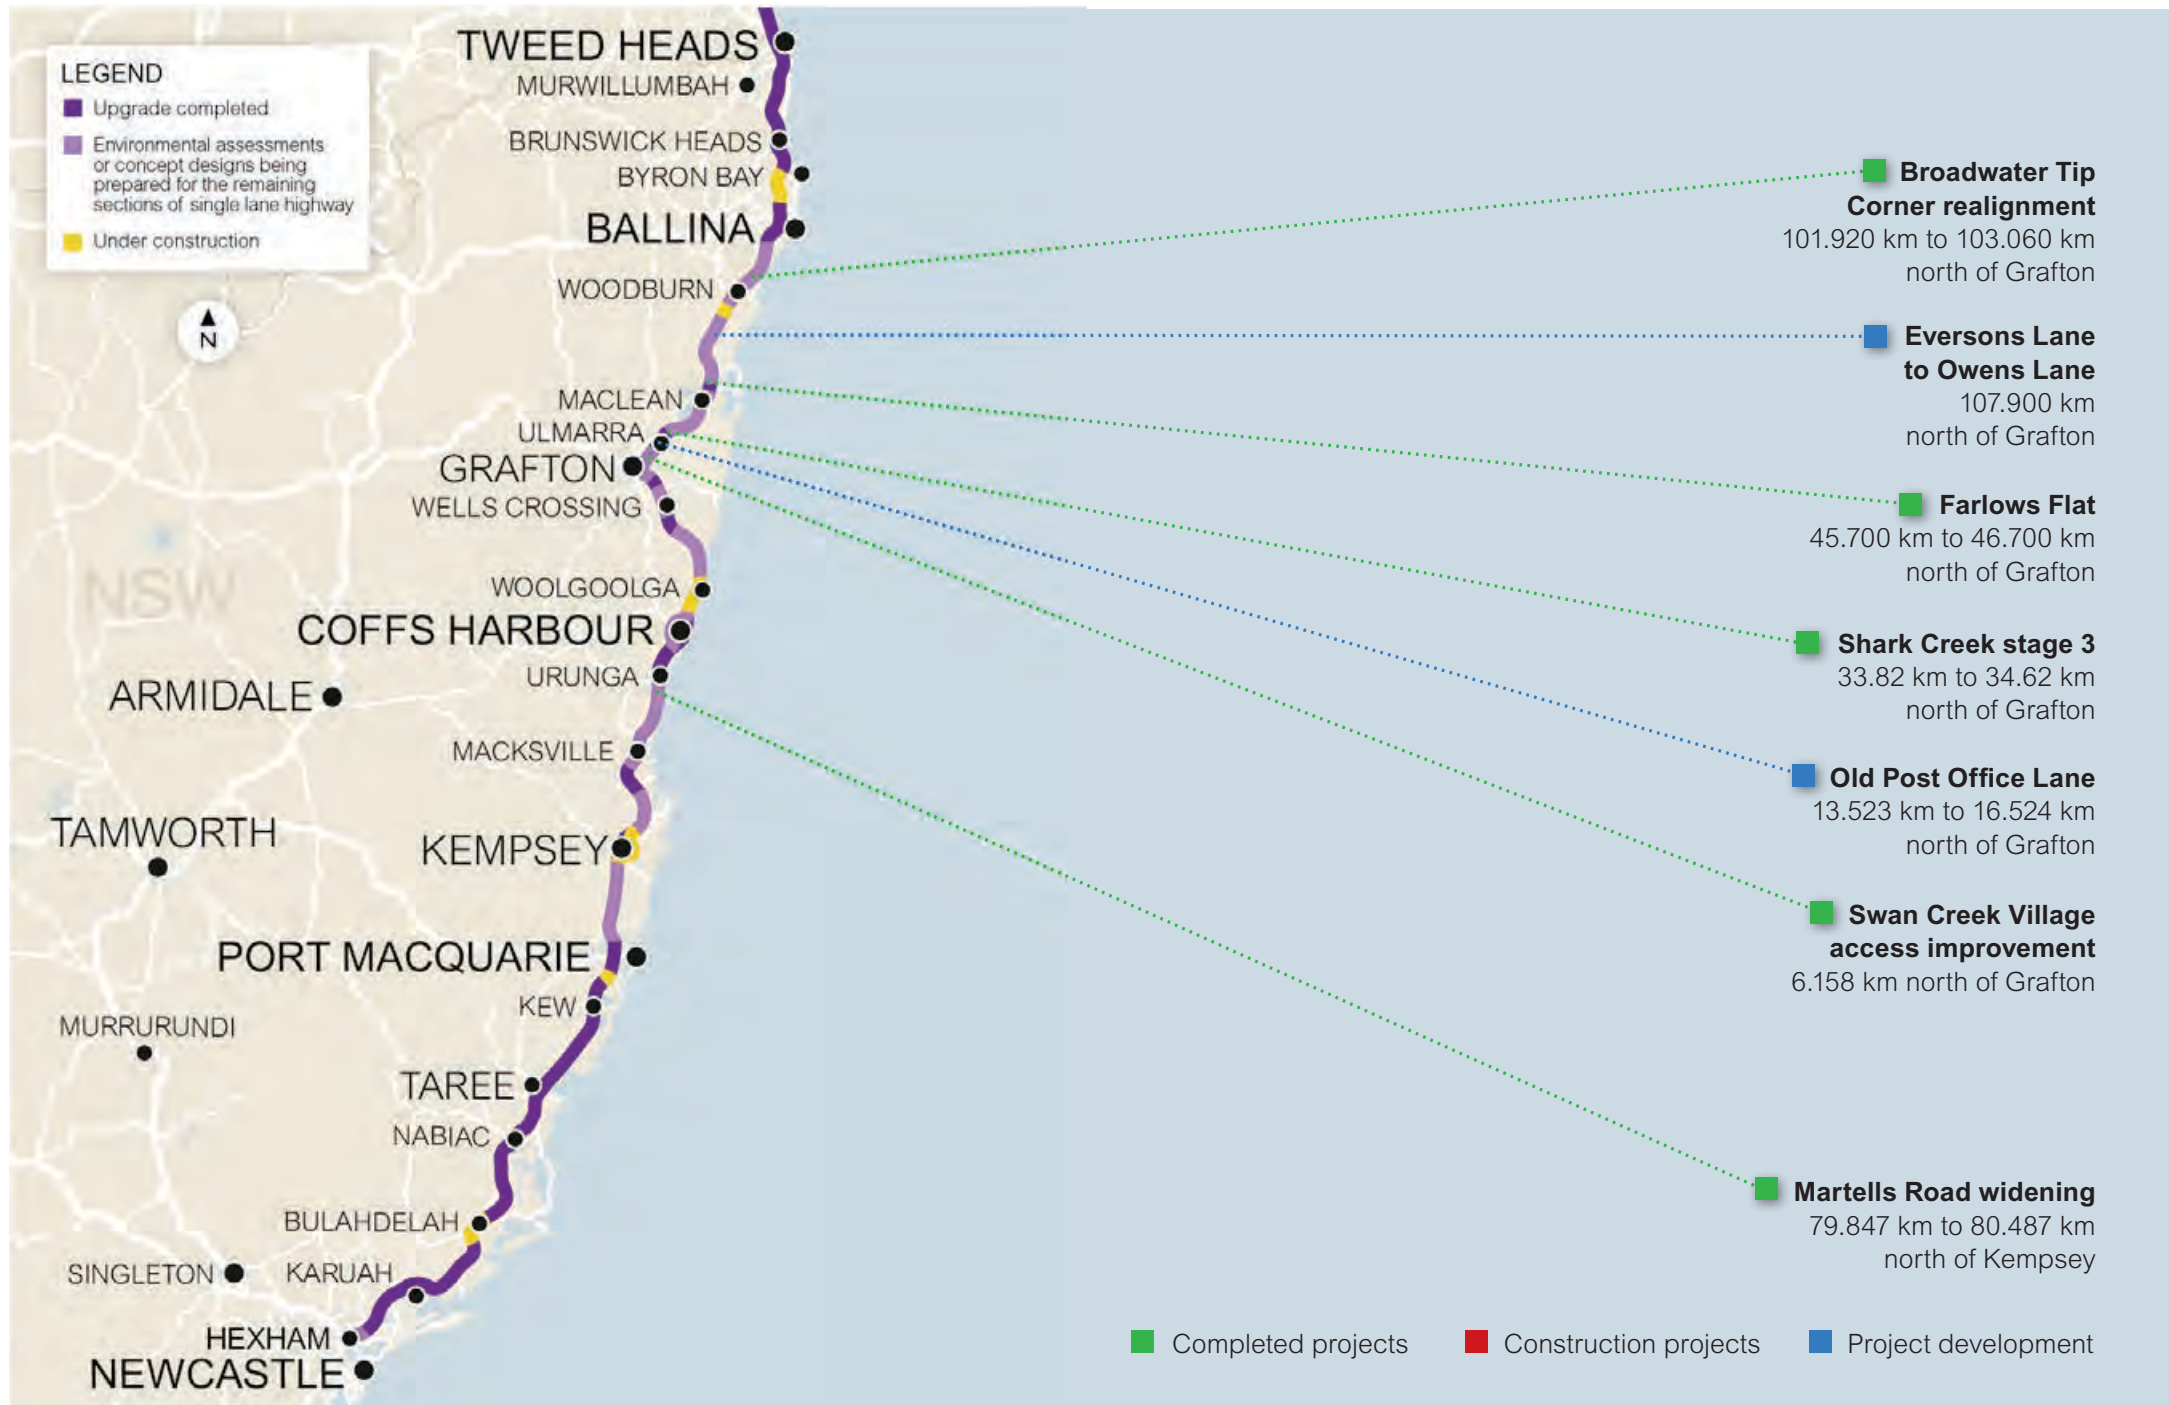 LEGEND
Upgrade completed
Environmental assessments
or concept designs being
prepared for the remaining
sections of single lane highway
Under construction
N
TWEED HEADS
MURWILLUMBAH
BRUNSWICK HEADS
BYRON BAY
BALLINA
WOODBURN
MACLEAN
ULMARRA
GRAFTON
WELLS CROSSING
NSW
WOOLGOOLGA
COFFS HARBOUR
URUNGA
ARMIDALE
MACKSVILLE
TAMWORTH
KEMPSEY
PORT MACQUARIE
KEW
MURRURUNDI
TAREE
NABIAC
BULAHDELAH
SINGLETON
KARUAH
HEXHAM
NEWCASTLE
Broadwater Tip
Corner realignment
101.920 km to 103.060 km
north of Grafton
Eversons Lane
to Owens Lane
107.900 km
north of Grafton
Farlows Flat
45.700 km to 46.700 km
north of Grafton
Shark Creek stage 3
33.82 km to 34.62 km
north of Grafton
Old Post Office Lane
13.523 km to 16.524 km
north of Grafton
Swan Creek Village
access improvement
6.158 km north of Grafton
Martells Road widening
79.847 km to 80.487 km
north of Kempsey
Completed projects
Construction projects
Project development